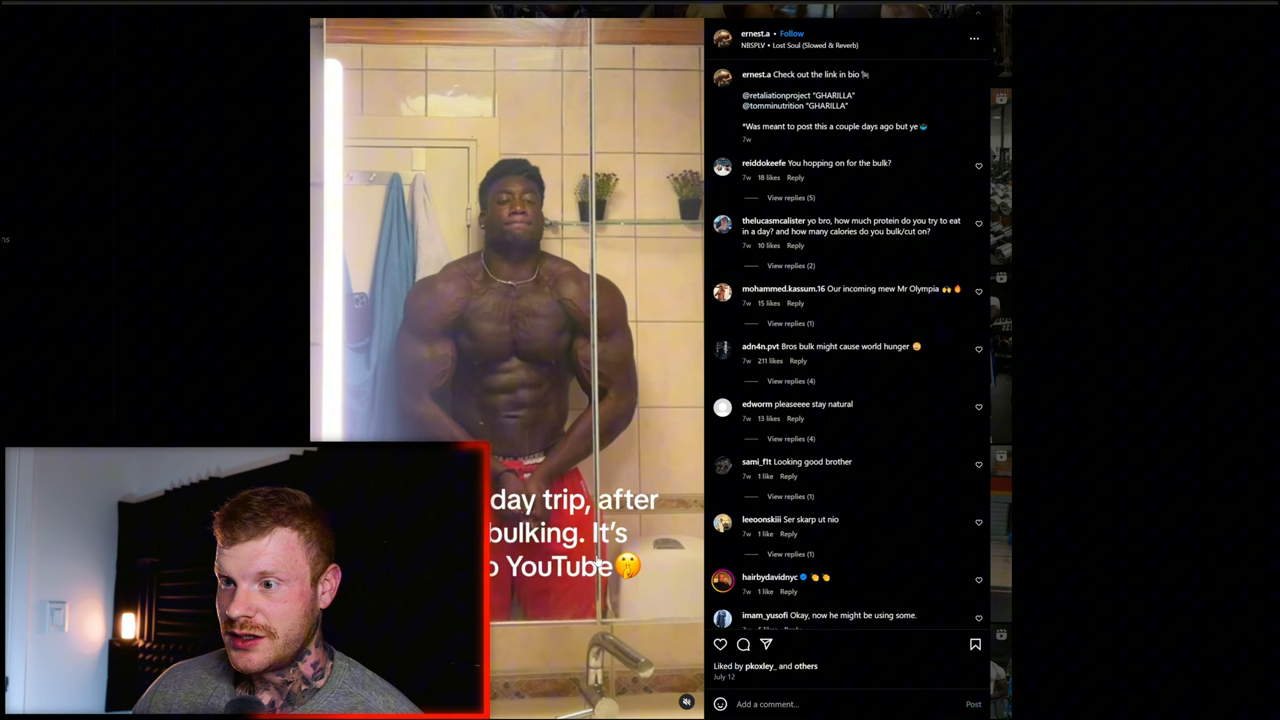 day trip, after
bulking. It's
YouTube🤫
ernest.a • Follow
NBSPLV • Lost Soul (Slowed & Reverb)
ernest.a Check out the link in bio🦍
@retaliationproject "GHARILLA"
@tomminutrition "GHARILLA"
*Was meant to post this a couple days ago but ye
7w
reiddokeefe You hopping on for the bulk?
7w 18 likes Reply
View replies (5)
thelucasmcalister yo bro, how much protein do you try to eat
in a day? and how many calories do you bulk/cut on?
7w 10 likes Reply
View replies (2)
mohammed.kassum.16 Our incoming mew Mr Olympia 🙌🔥
7w 15 likes Reply
View replies (1)
adn4n.pvt Bros bulk might cause world hunger 😳
7w 211 likes Reply
View replies (4)
edworm pleaseeee stay natural
7w 13 likes Reply
View replies (4)
sami_f1t Looking good brother
7w 1 like Reply
View replies (1)
leeoonskiii Ser skarp ut nio
7w 1 like Reply
View replies (1)
hairbydavidnyc 👏 👏
7w 1 like Reply
imam_yusofi Okay, now he might be using some.
Liked by pkoxley_ and others
July 12
Add a comment...
Post